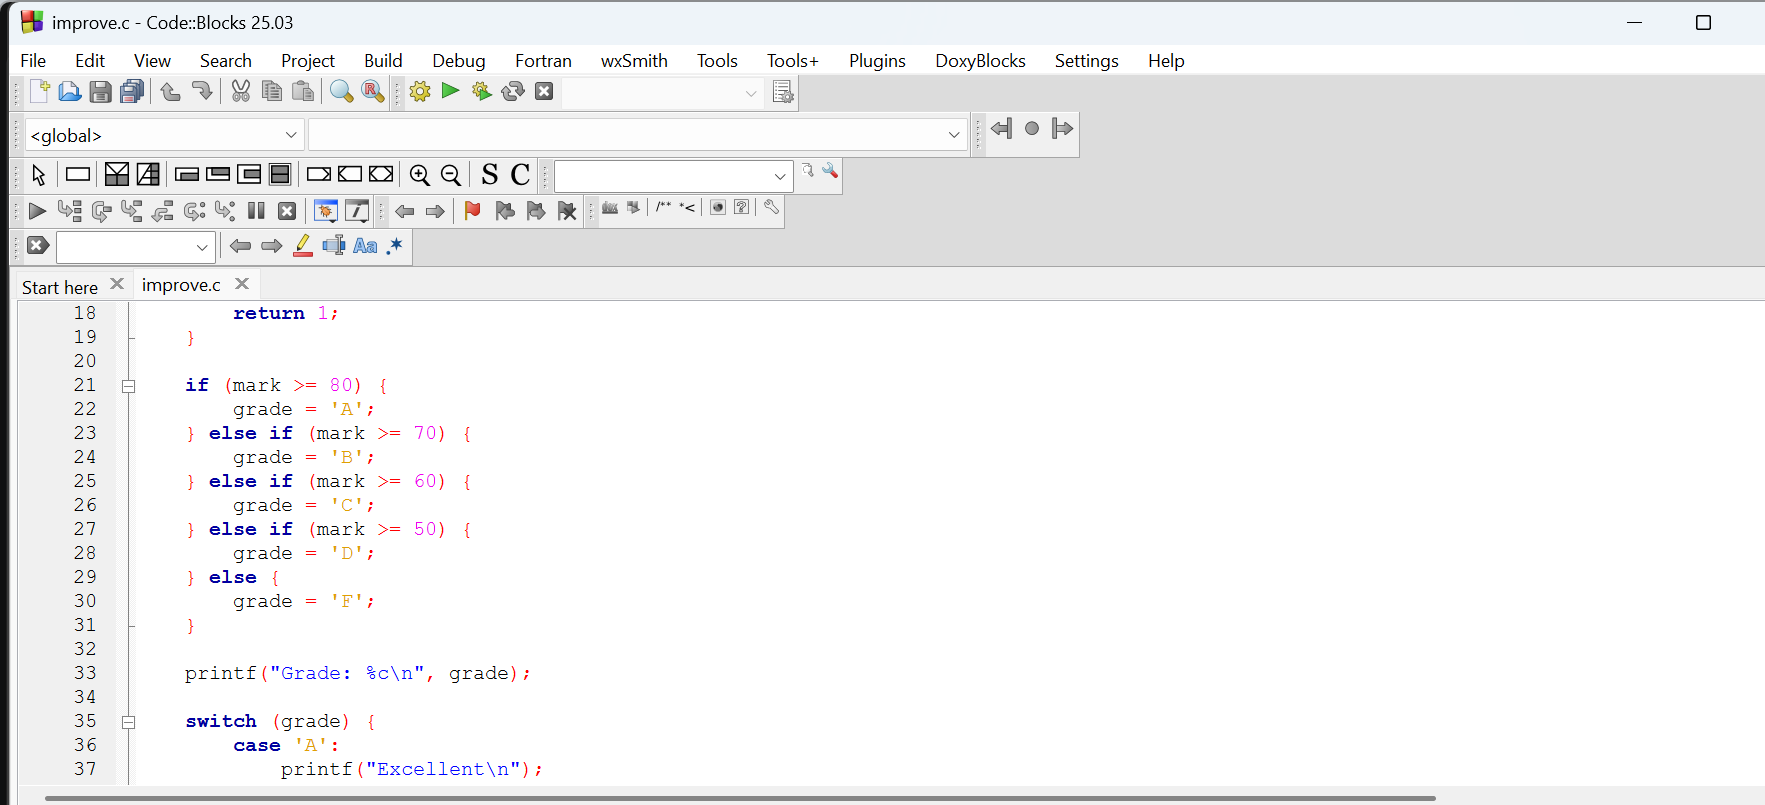 improve.c - Code::Blocks 25.03
File Edit View Search Project Build Debug Fortran wxSmith Tools Tools+ Plugins DoxyBlocks Settings Help
<global>
S C
/** *<
Aa .*
Start here improve.c
18 return 1;
19 }
20
21 if (mark >= 80) {
22 grade = 'A';
23 } else if (mark >= 70) {
24 grade = 'B';
25 } else if (mark >= 60) {
26 grade = 'C';
27 } else if (mark >= 50) {
28 grade = 'D';
29 } else {
30 grade = 'F';
31 }
32
33 printf("Grade: %c\n", grade);
34
35 switch (grade) {
36 case 'A':
37 printf("Excellent\n");